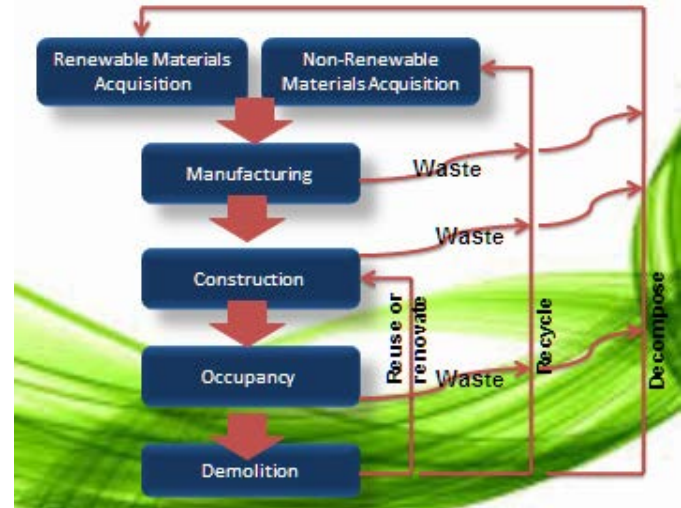 Renewable Materials
Acquisition
Non-Renewable
Materials Acquisition
Manufacturing
Waste
Construction
Waste
Occupancy
Waste
Demolition
Reuse or
renovate
Recycle
Decompose